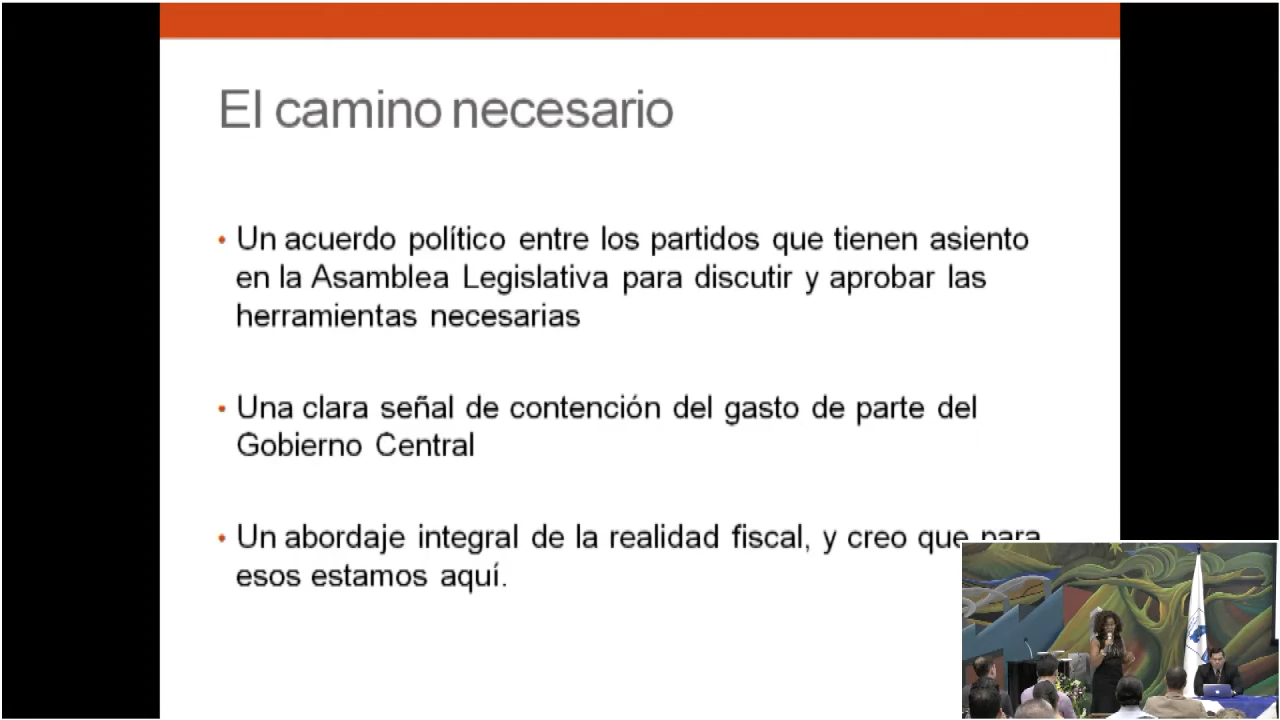 El camino necesario
• Un acuerdo político entre los partidos que tienen asiento
en la Asamblea Legislativa para discutir y aprobar las
herramientas necesarias
• Una clara señal de contención del gasto de parte del
Gobierno Central
• Un abordaje integral de la realidad fiscal, y creo que para
esos estamos aquí.